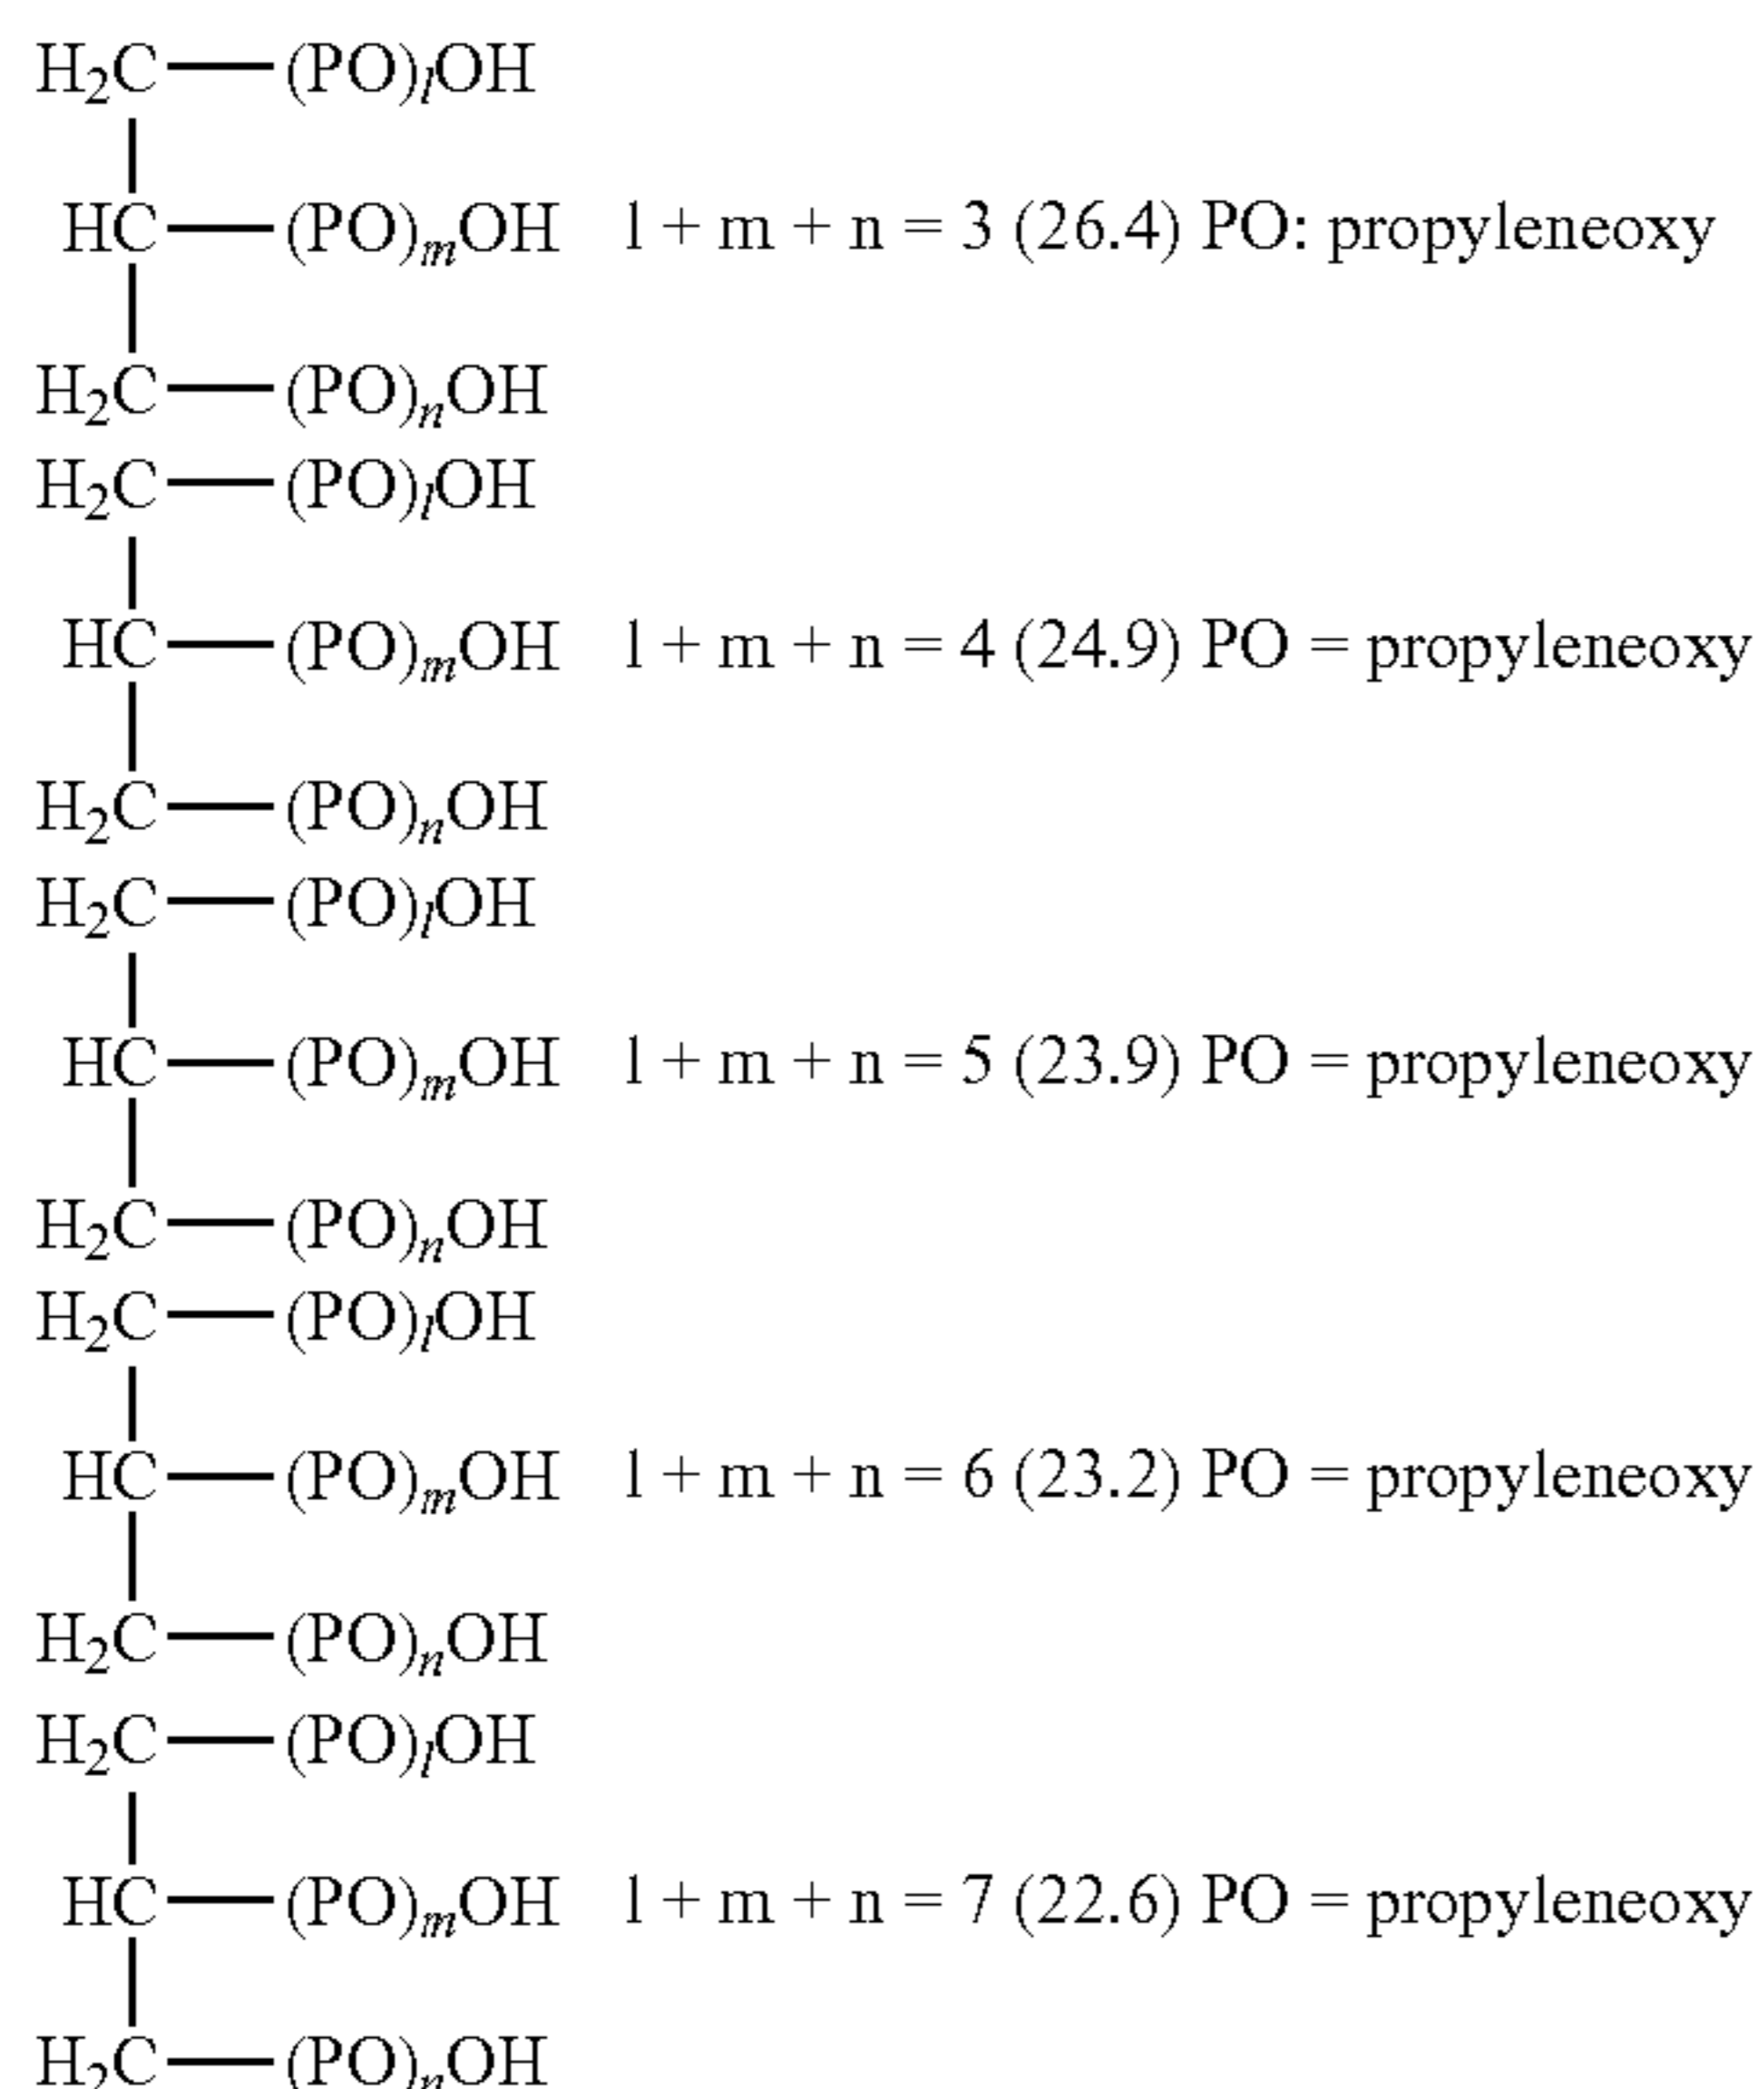 H2C—(PO)lOH
HC—(PO)mOH l + m + n = 3 (26.4) PO: propyleneoxy
H2C—(PO)nOH
H2C—(PO)lOH
HC—(PO)mOH l + m + n = 4 (24.9) PO = propyleneoxy
H2C—(PO)nOH
H2C—(PO)lOH
HC—(PO)mOH l + m + n = 5 (23.9) PO = propyleneoxy
H2C—(PO)nOH
H2C—(PO)lOH
HC—(PO)mOH l + m + n = 6 (23.2) PO = propyleneoxy
H2C—(PO)nOH
H2C—(PO)lOH
HC—(PO)mOH l + m + n = 7 (22.6) PO = propyleneoxy
H2C—(PO)nOH